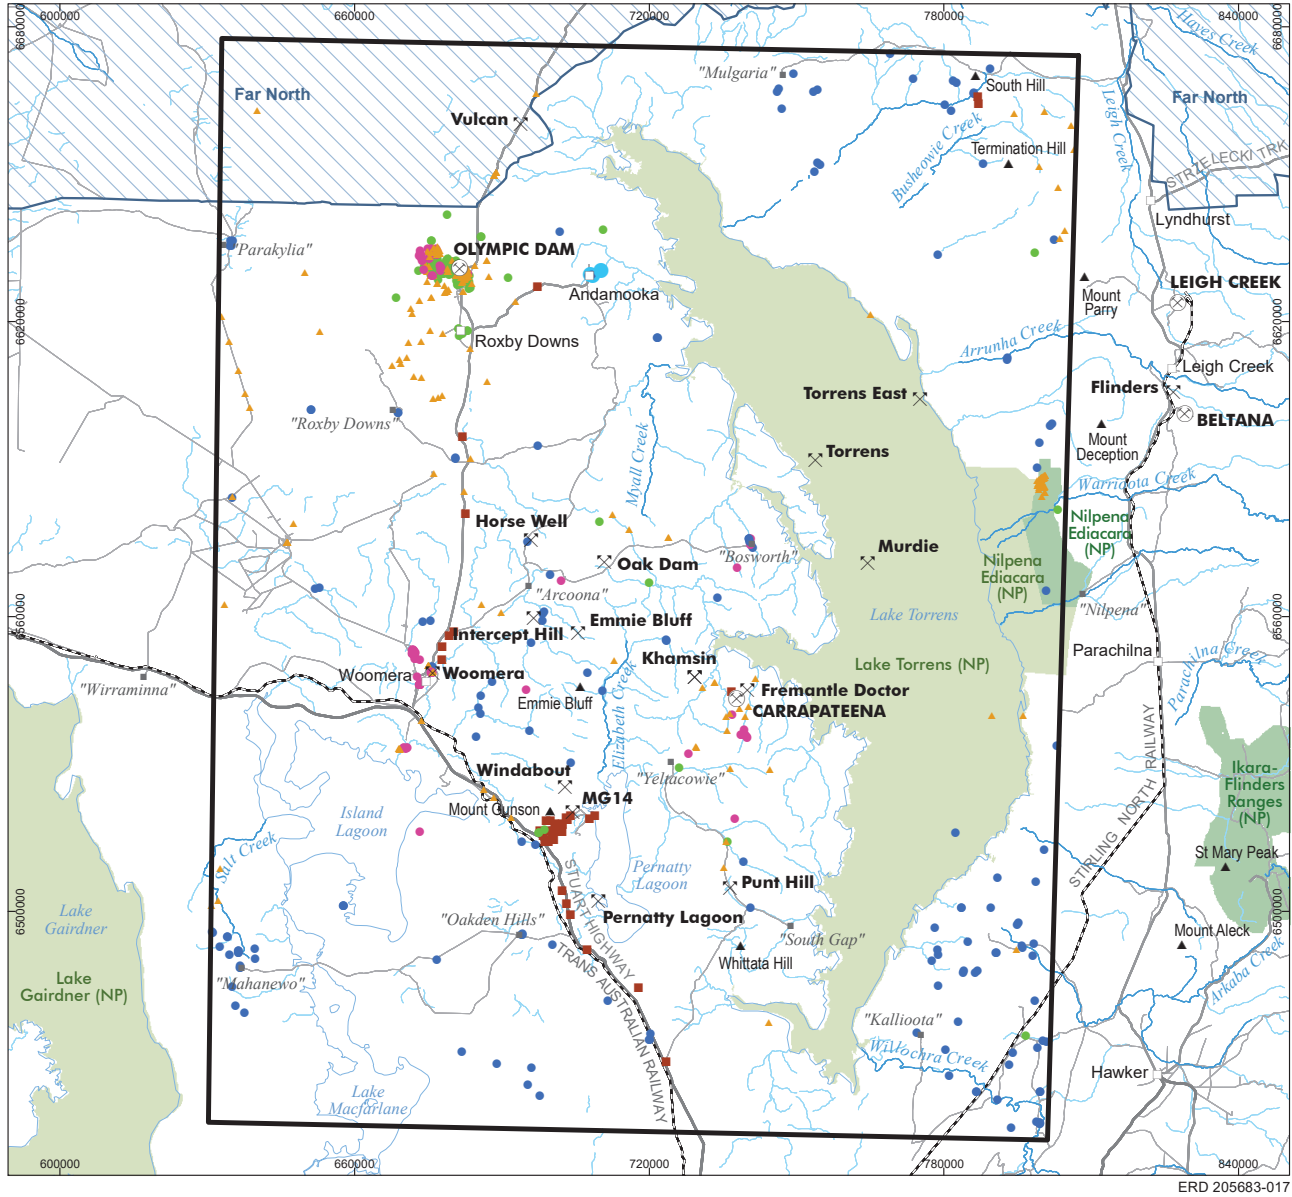 600000
660000
720000
780000
840000
6680000
6680000
Hayes Creek
"Mulgaria"
South Hill
Far North
Far North
Leigh Creek
Vulcan
Busheowie Creek
Termination Hill
STRZELECKI TRK
Lyndhurst
"Parakylia"
OLYMPIC DAM
Andamooka
Mount
Parry
LEIGH CREEK
6620000
6620000
Roxby Downs
Arrunha Creek
Leigh Creek
Flinders
Torrens East
"Roxby Downs"
BELTANA
Mount
Deception
Torrens
Myall Creek
Warrioota Creek
Horse Well
Nilpena
Ediacara
(NP)
"Bosworth"
Murdie
Oak Dam
Nilpena
Ediacara
(NP)
"Arcoona"
"Nilpena"
6560000
6560000
Lake Torrens
Emmie Bluff
Intercept Hill
Parachilna
Parachilna Creek
Khamsin
Lake Torrens (NP)
Woomera
Woomera
"Wirraminna"
Fremantle Doctor
CARRAPATEENA
Emmie Bluff
Elizabeth Creek
STIRLING NORTH RAILWAY
Windabout
"Yeltacowie"
Ikara-
Flinders
Ranges
(NP)
MG14
Mount Gunson
Island
Lagoon
Salt Creek
St Mary Peak
Pernatty
Lagoon
Punt Hill
STUART HIGHWAY
6500000
6500000
Lake
Gairdner
"Oakden Hills"
Pernatty Lagoon
"South Gap"
Mount Aleck
Whittata Hill
TRANS AUSTRALIAN RAILWAY
Arkaba Creek
Lake
Gairdner (NP)
"Mahanewo"
"Kallioota"
Willochra Creek
Hawker
Lake
Macfarlane
600000
660000
720000
780000
840000
ERD 205683-017